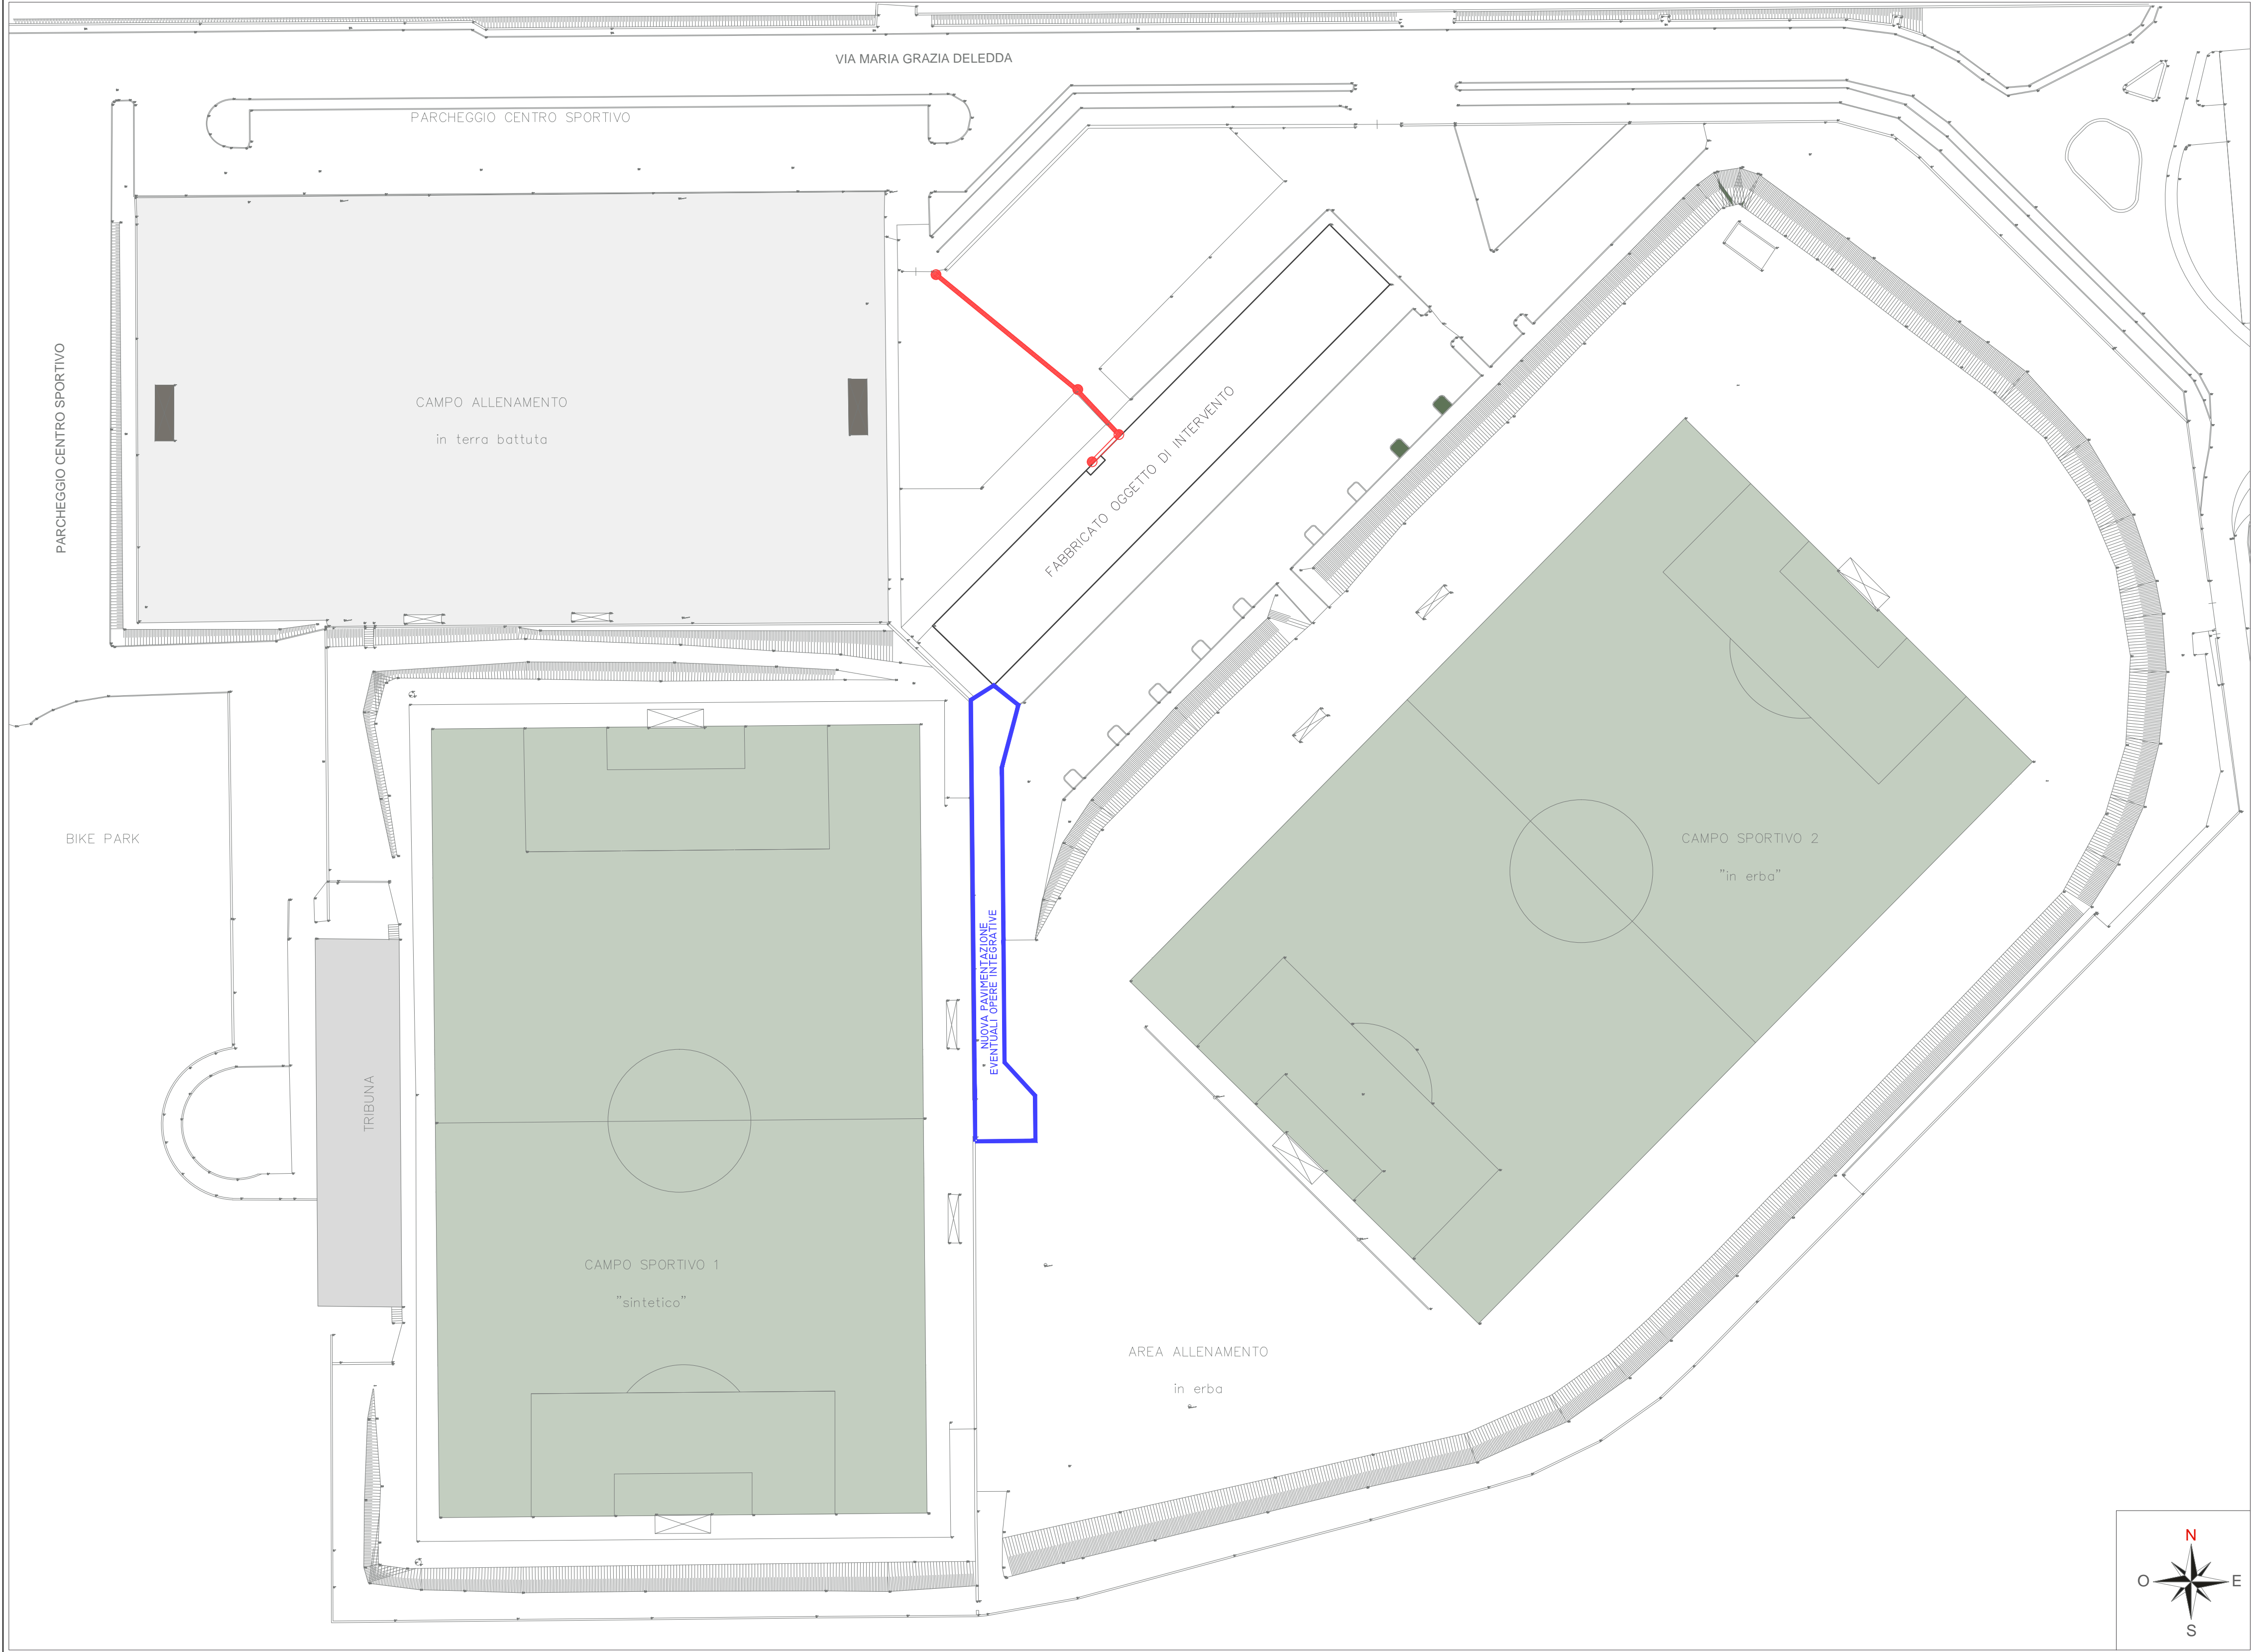 VIA MARIA GRAZIA DELEDDA
PARCHEGGIO CENTRO SPORTIVO
PARCHEGGIO CENTRO SPORTIVO
CAMPO ALLENAMENTO
in terra battuta
FABBRICATO OGGETTO DI INTERVENTO
BIKE PARK
CAMPO SPORTIVO 2
"in erba"
NUOVA PAVIMENTAZIONE
EVENTUALI OPERE INTEGRATIVE
TRIBUNA
CAMPO SPORTIVO 1
"sintetico"
AREA ALLENAMENTO
in erba
N
O
E
S